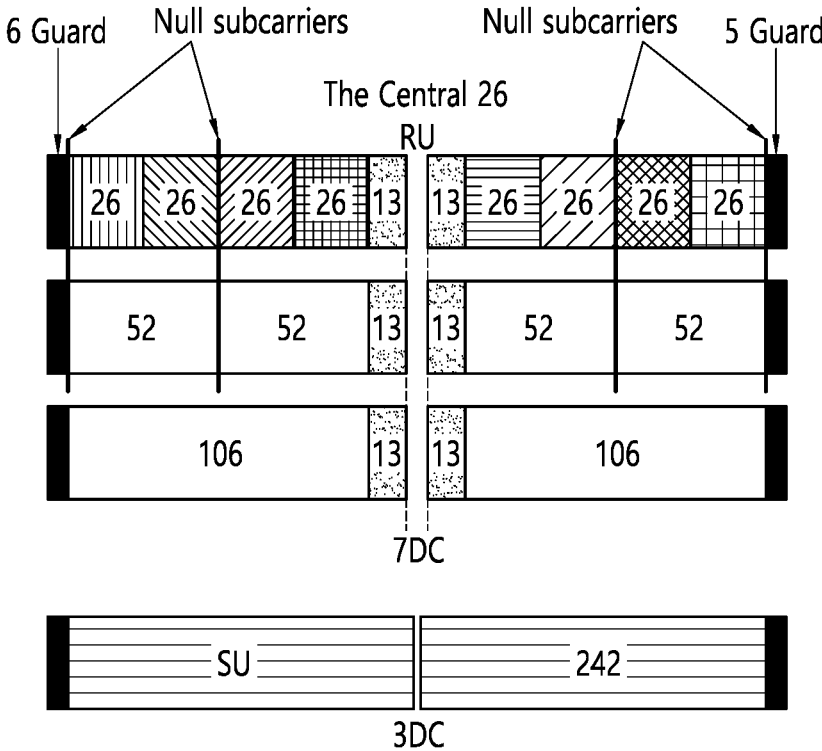 6 Guard
Null subcarriers
Null subcarriers
5 Guard
The Central 26
RU
26 26 26 26 13 13 26 26 26 26
52 52 13 13 52 52
106 13 13 106
7DC
SU 242
3DC